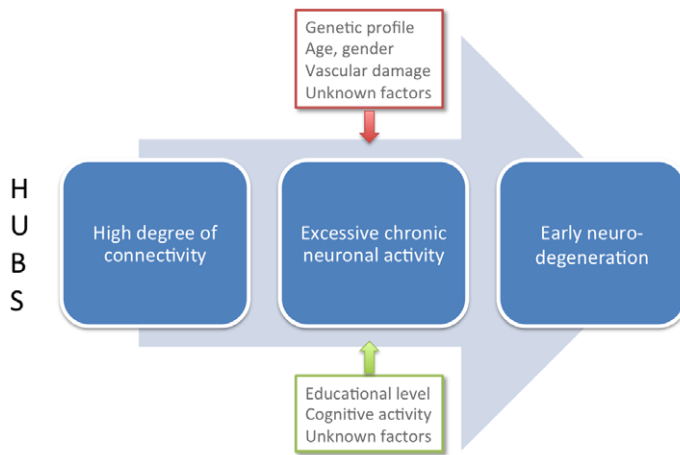 Genetic profile
Age, gender
Vascular damage
Unknown factors
H
U
B
S
High degree of
connectivity
Excessive chronic
neuronal activity
Early neuro-
degeneration
Educational level
Cognitive activity
Unknown factors